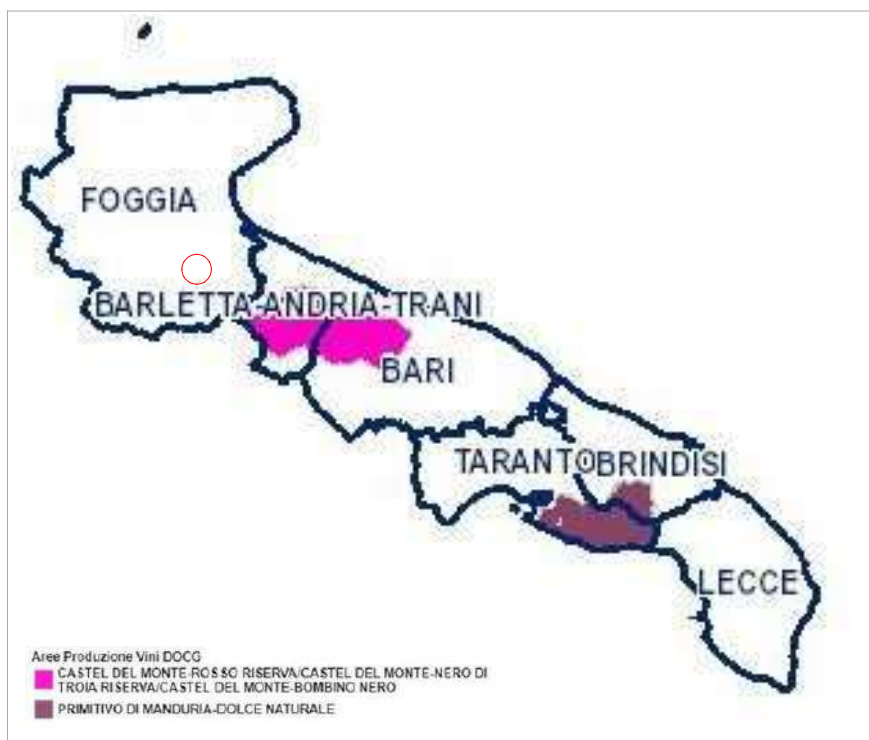 FOGGIA
BARLETTA-ANDRIA-TRANI
BARI
TARANTO
BRINDISI
LECCE
Aree Produzione Vini DOCG
CASTEL DEL MONTE-ROSSO RISERVA/CASTEL DEL MONTE-NERO DI
TROIA RISERVA/CASTEL DEL MONTE-BOMBINO NERO
PRIMITIVO DI MANDURIA-DOLCE NATURALE